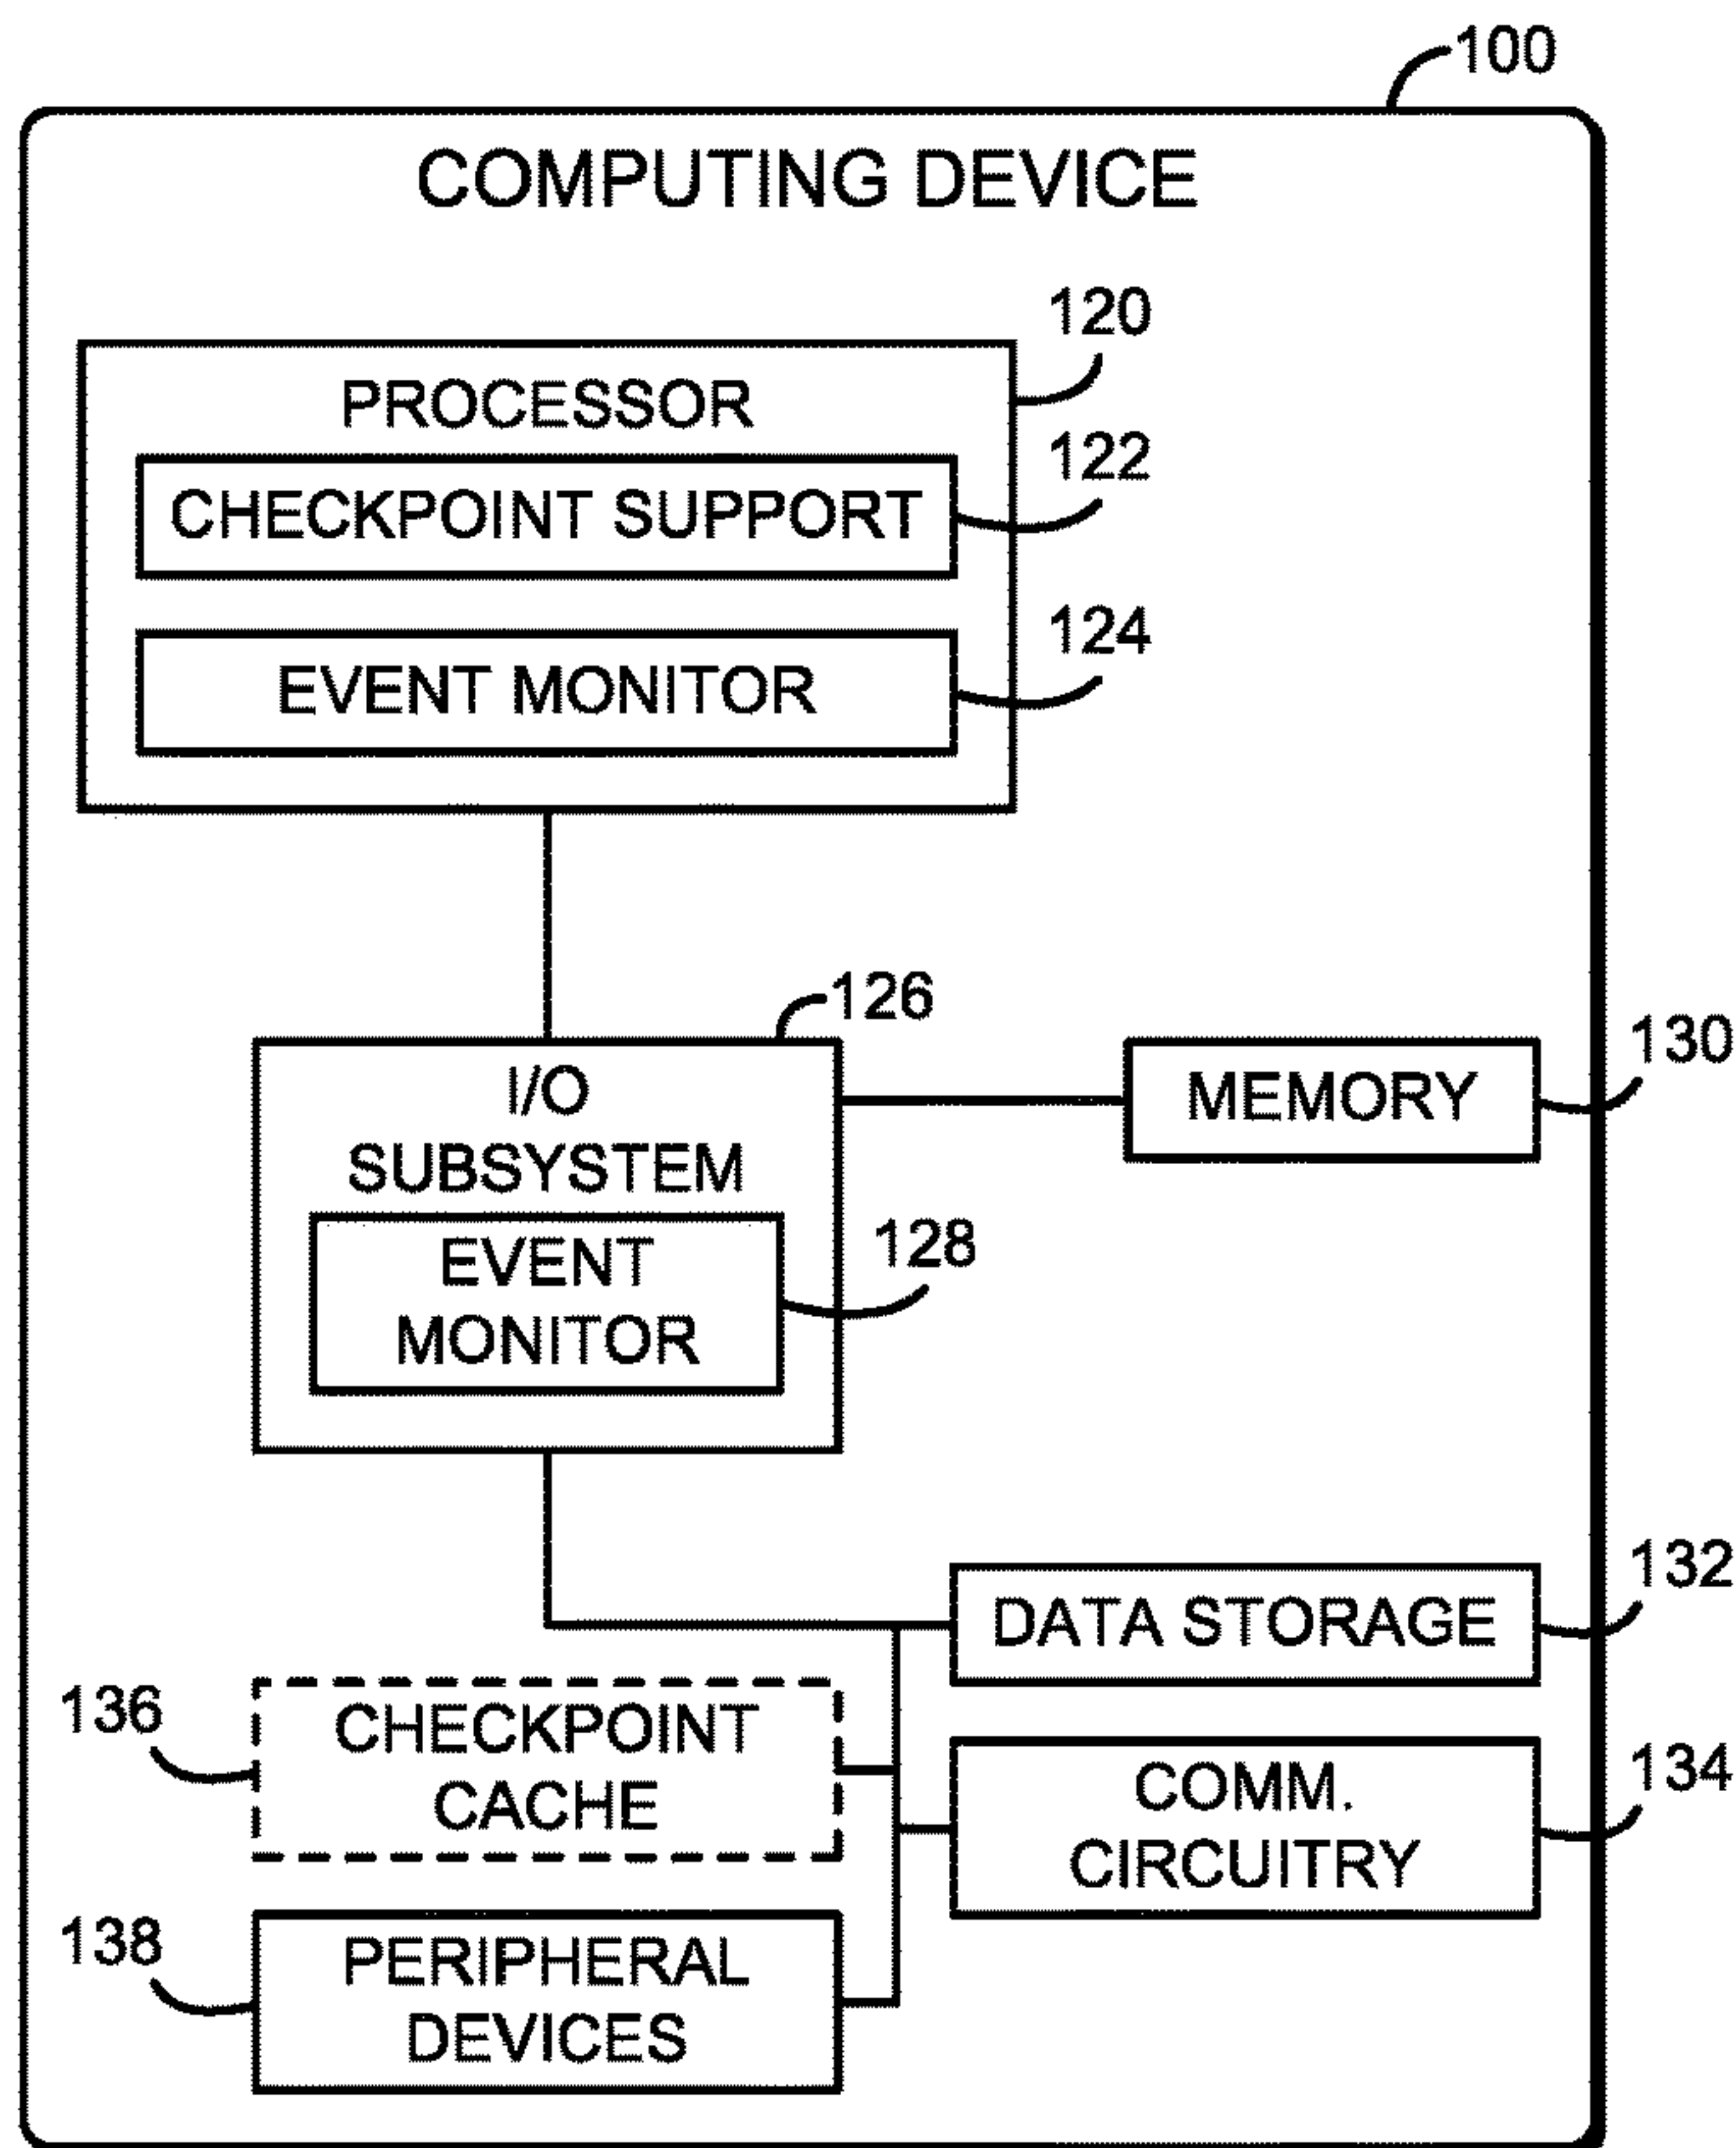 100
COMPUTING DEVICE
120
PROCESSOR
122
CHECKPOINT SUPPORT
124
EVENT MONITOR
126
I/O
SUBSYSTEM
130
MEMORY
128
EVENT
MONITOR
132
DATA STORAGE
136
CHECKPOINT
CACHE
134
COMM.
CIRCUITRY
138
PERIPHERAL
DEVICES